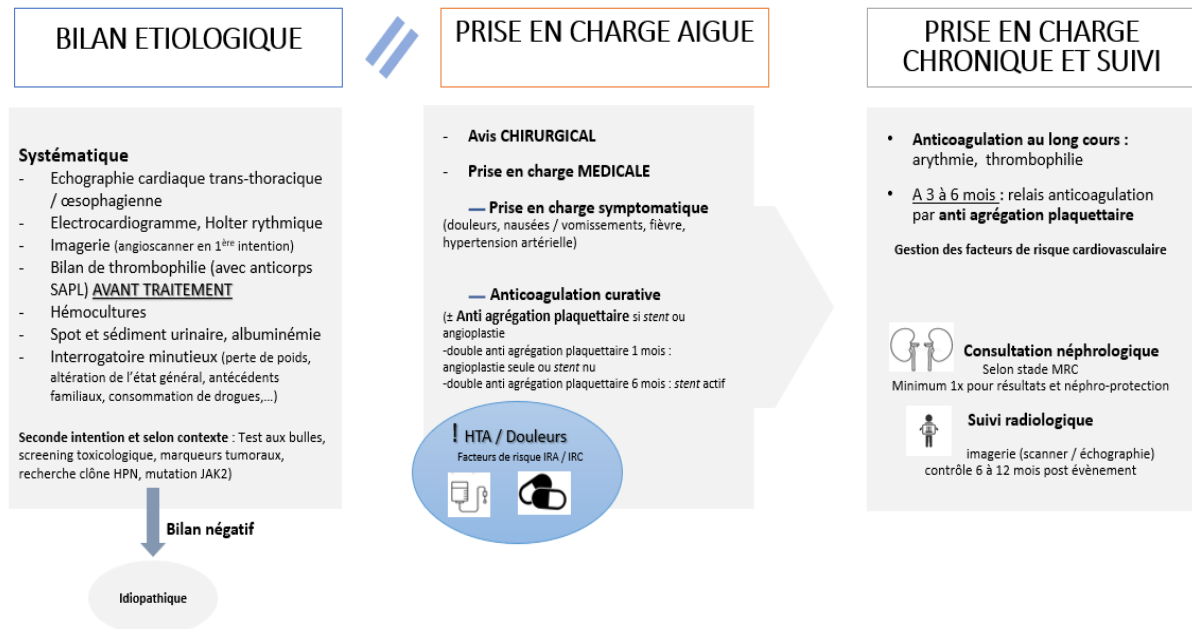 BILAN ETIOLOGIQUE
Systématique
- Echographie cardiaque trans-thoracique
/ œsophagienne
- Electrocardiogramme, Holter rythmique
- Imagerie (angioscanner en 1ère intention)
- Bilan de thrombophilie (avec anticorps
SAPL) AVANT TRAITEMENT
- Hémocultures
- Spot et sédiment urinaire, albuminémie
- Interrogatoire minutieux (perte de poids,
altération de l'état général, antécédents
familiaux, consommation de drogues,...)
Seconde intention et selon contexte : Test aux bulles,
screening toxicologique, marqueurs tumoraux,
recherche clône HPN, mutation JAK2)
Bilan négatif
Idiopathique
PRISE EN CHARGE AIGUE
- Avis CHIRURGICAL
- Prise en charge MEDICALE
— Prise en charge symptomatique
(douleurs, nausées / vomissements, fièvre,
hypertension artérielle)
— Anticoagulation curative
(± Anti agrégation plaquettaire si stent ou
angioplastie
-double anti agrégation plaquettaire 1 mois :
angioplastie seule ou stent nu
-double anti agrégation plaquettaire 6 mois : stent actif
! HTA / Douleurs
Facteurs de risque IRA / IRC
PRISE EN CHARGE
CHRONIQUE ET SUIVI
• Anticoagulation au long cours :
arythmie, thrombophilie
• A 3 à 6 mois : relais anticoagulation
par anti agrégation plaquettaire
Gestion des facteurs de risque cardiovasculaire
Consultation néphrologique
Selon stade MRC
Minimum 1x pour résultats et néphro-protection
Suivi radiologique
imagerie (scanner / échographie)
contrôle 6 à 12 mois post évènement